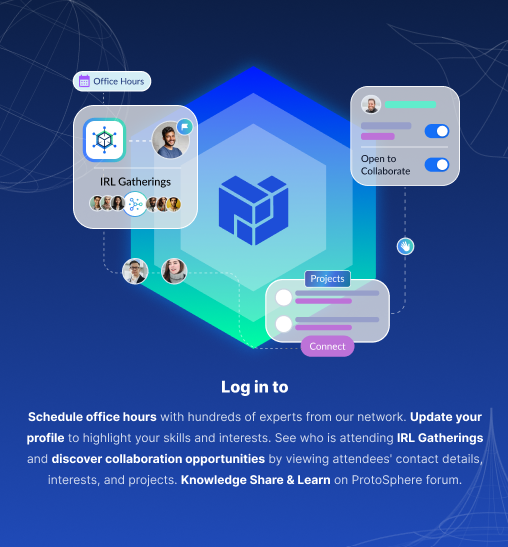 Office Hours
IRL Gatherings
Open to
Collaborate
Projects
Connect
Log in to
Schedule office hours with hundreds of experts from our network. Update your
profile to highlight your skills and interests. See who is attending IRL Gatherings
and discover collaboration opportunities by viewing attendees' contact details,
interests, and projects. Knowledge Share & Learn on ProtoSphere forum.